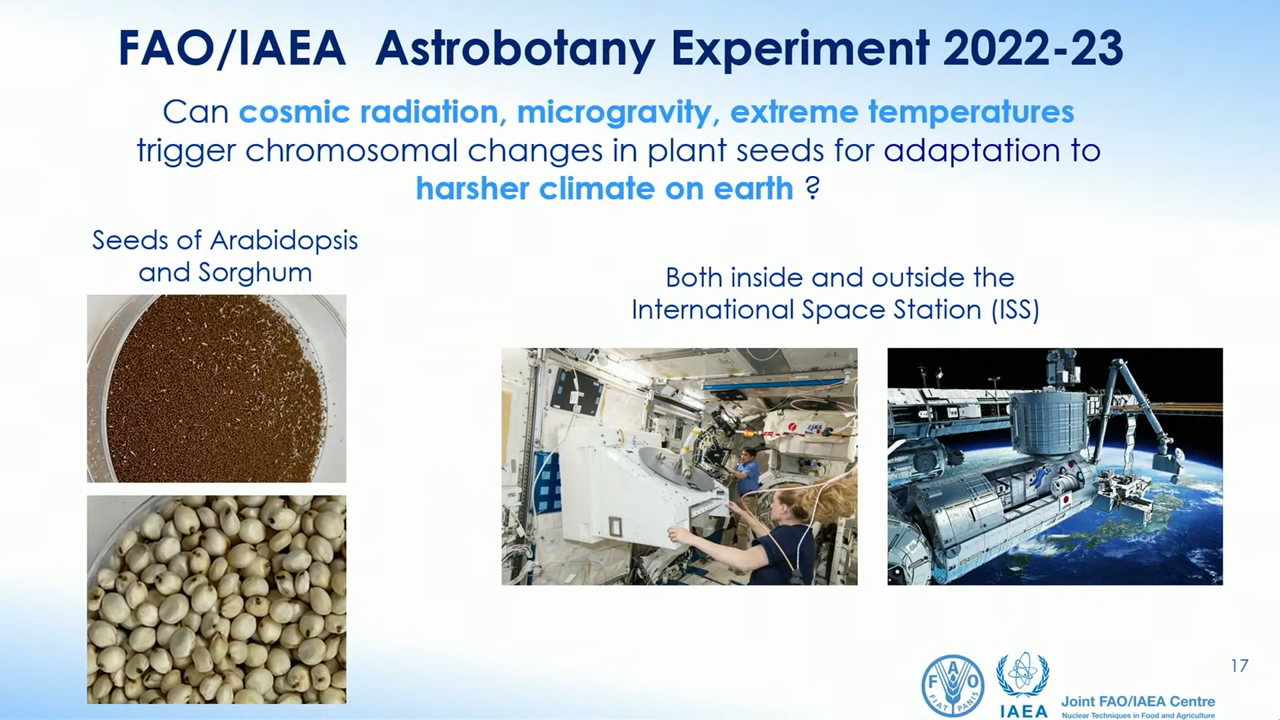 FAO/IAEA Astrobotany Experiment 2022-23
Can cosmic radiation, microgravity, extreme temperatures
trigger chromosomal changes in plant seeds for adaptation to
harsher climate on earth ?
Seeds of Arabidopsis
and Sorghum
Both inside and outside the
International Space Station (ISS)
17
F A O
FIAT PANIS
IAEA
Joint FAO/IAEA Centre
Nuclear Techniques in Food and Agriculture